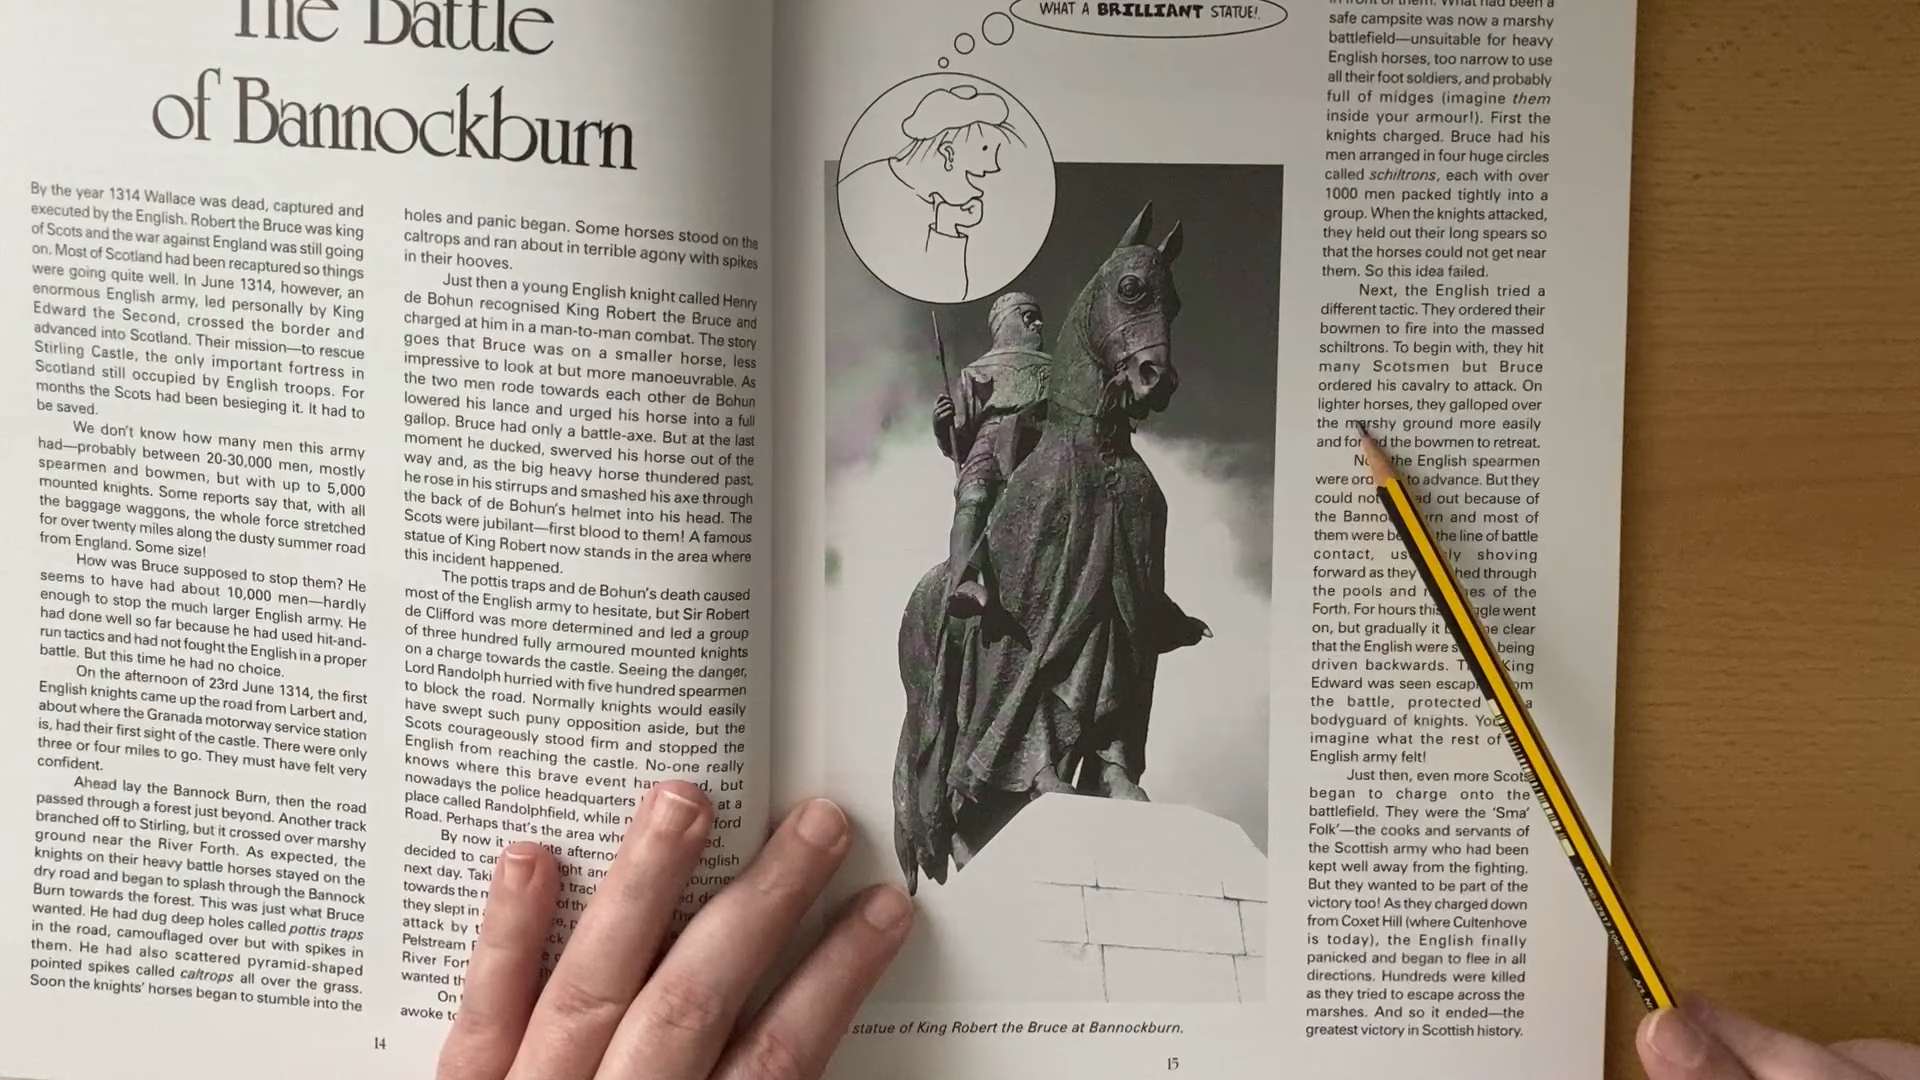 The Battle
of Bannockburn
By the year 1314 Wallace was dead, captured and
executed by the English. Robert the Bruce was king
of Scots and the war against England was still going
on. Most of Scotland had been recaptured so things
were going quite well. In June 1314, however, an
enormous English army, led personally by King
Edward the Second, crossed the border and
advanced into Scotland. Their mission—to rescue
Stirling Castle, the only important fortress in
Scotland still occupied by English troops. For
months the Scots had been besieging it. It had to
be saved.
We don't know how many men this army
had—probably between 20-30,000 men, mostly
spearmen and bowmen, but with up to 5,000
mounted knights. Some reports say that, with all
the baggage waggons, the whole force stretched
for over twenty miles along the dusty summer road
from England. Some size!
How was Bruce supposed to stop them? He
seems to have had about 10,000 men—hardly
enough to stop the much larger English army. He
had done well so far because he had used hit-and-
run tactics and had not fought the English in a proper
battle. But this time he had no choice.
On the afternoon of 23rd June 1314, the first
English knights came up the road from Larbert and,
about where the Granada motorway service station
is, had their first sight of the castle. There were only
three or four miles to go. They must have felt very
confident.
Ahead lay the Bannock Burn, then the road
passed through a forest just beyond. Another track
branched off to Stirling, but it crossed over marshy
ground near the River Forth. As expected, the
knights on their heavy battle horses stayed on the
dry road and began to splash through the Bannock
Burn towards the forest. This was just what Bruce
wanted. He had dug deep holes called pottis traps
in the road, camouflaged over but with spikes in
them. He had also scattered pyramid-shaped
pointed spikes called caltrops all over the grass.
Soon the knights' horses began to stumble into the
holes and panic began. Some horses stood on the
caltrops and ran about in terrible agony with spikes
in their hooves.
Just then a young English knight called Henry
de Bohun recognised King Robert the Bruce and
charged at him in a man-to-man combat. The story
goes that Bruce was on a smaller horse, less
impressive to look at but more manoeuvrable. As
the two men rode towards each other de Bohun
lowered his lance and urged his horse into a full
gallop. Bruce had only a battle-axe. But at the last
moment he ducked, swerved his horse out of the
way and, as the big heavy horse thundered past,
he rose in his stirrups and smashed his axe through
the back of de Bohun's helmet into his head. The
Scots were jubilant—first blood to them! A famous
statue of King Robert now stands in the area where
this incident happened.
The pottis traps and de Bohun's death caused
most of the English army to hesitate, but Sir Robert
de Clifford was more determined and led a group
of three hundred fully armoured mounted knights
on a charge towards the castle. Seeing the danger,
Lord Randolph hurried with five hundred spearmen
to block the road. Normally knights would easily
have swept such puny opposition aside, but the
Scots courageously stood firm and stopped the
English from reaching the castle. No-one really
knows where this brave event but
nowadays the police headquarters at a
place called Randolphfield, while
Road. Perhaps that's the area
By now it
decided to
next day.
towards the
they slept in of
attack by
Pelstream
River
wanted
On
awoke
14
WHAT A BRILLIANT STATUE!
statue of King Robert the Bruce at Bannockburn.
15
What had been a
safe campsite was now a marshy
battlefield—unsuitable for heavy
English horses, too narrow to use
all their foot soldiers, and probably
full of midges (imagine them
inside your armour!). First the
knights charged. Bruce had his
men arranged in four huge circles
called schiltrons, each with over
1000 men packed tightly into a
group. When the knights attacked,
they held out their long spears so
that the horses could not get near
them. So this idea failed.
Next, the English tried a
different tactic. They ordered their
bowmen to fire into the massed
schiltrons. To begin with, they hit
many Scotsmen but Bruce
ordered his cavalry to attack. On
lighter horses, they galloped over
the marshy ground more easily
and the bowmen to retreat.
the English spearmen
were to advance. But they
could not out because of
the and most of
them were the line of battle
contact, shoving
forward as they through
the pools and of the
Forth. For hours this went
on, but gradually it clear
that the English were being
driven backwards. King
Edward was seen
the battle, protected a
bodyguard of knights.
imagine what the rest of
English army felt!
Just then, even more Scots
began to charge onto the
battlefield. They were the 'Sma'
Folk'—the cooks and servants of
the Scottish army who had been
kept well away from the fighting.
But they wanted to be part of the
victory too! As they charged down
from Coxet Hill (where Cultenhove
is today), the English finally
panicked and began to flee in all
directions. Hundreds were killed
as they tried to escape across the
marshes. And so it ended—the
greatest victory in Scottish history.